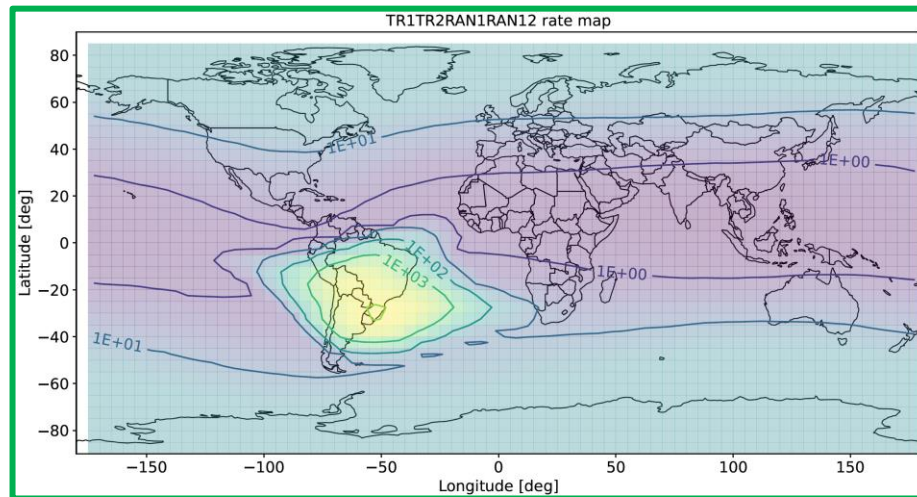 TR1TR2RAN1RAN12 rate map
80
60
40
20
0
−20
−40
−60
−80
Latitude [deg]
1E+01
1E+00
1E+02
1E+00
1E+03
1E+01
−150
−100
−50
0
50
100
150
Longitude [deg]